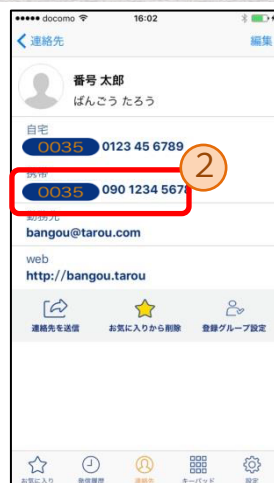 docomo 16:02
連絡先 編集
番号 太郎
ばんごう たろう
自宅
0035 0123 45 6789
2
携帯
0035 090 1234 5678
勤務先
bangou@tarou.com
web
http://bangou.tarou
連絡先を送信 お気に入りから削除 登録グループ設定
お気に入り 発信履歴 連絡先 キーパッド 設定